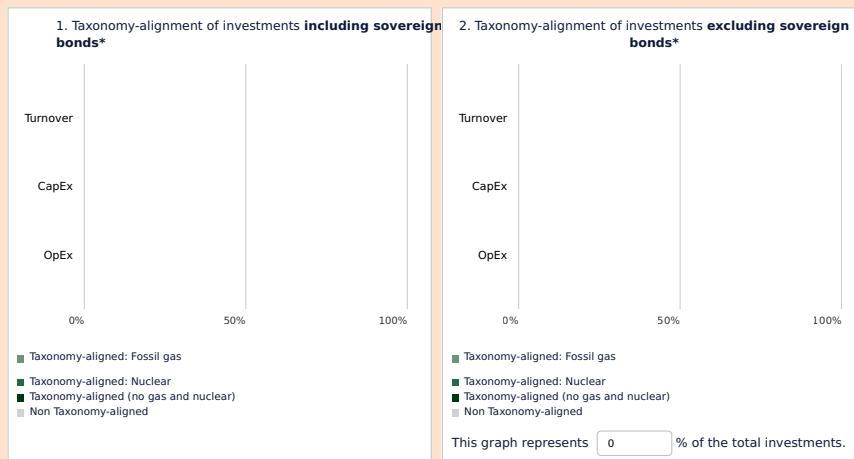 1. Taxonomy-alignment of investments including sovereign
bonds*
Turnover
CapEx
OpEx
0% 50% 100%
Taxonomy-aligned: Fossil gas
Taxonomy-aligned: Nuclear
Taxonomy-aligned (no gas and nuclear)
Non Taxonomy-aligned
2. Taxonomy-alignment of investments excluding sovereign
bonds*
Turnover
CapEx
OpEx
0% 50% 100%
Taxonomy-aligned: Fossil gas
Taxonomy-aligned: Nuclear
Taxonomy-aligned (no gas and nuclear)
Non Taxonomy-aligned
This graph represents 0 % of the total investments.